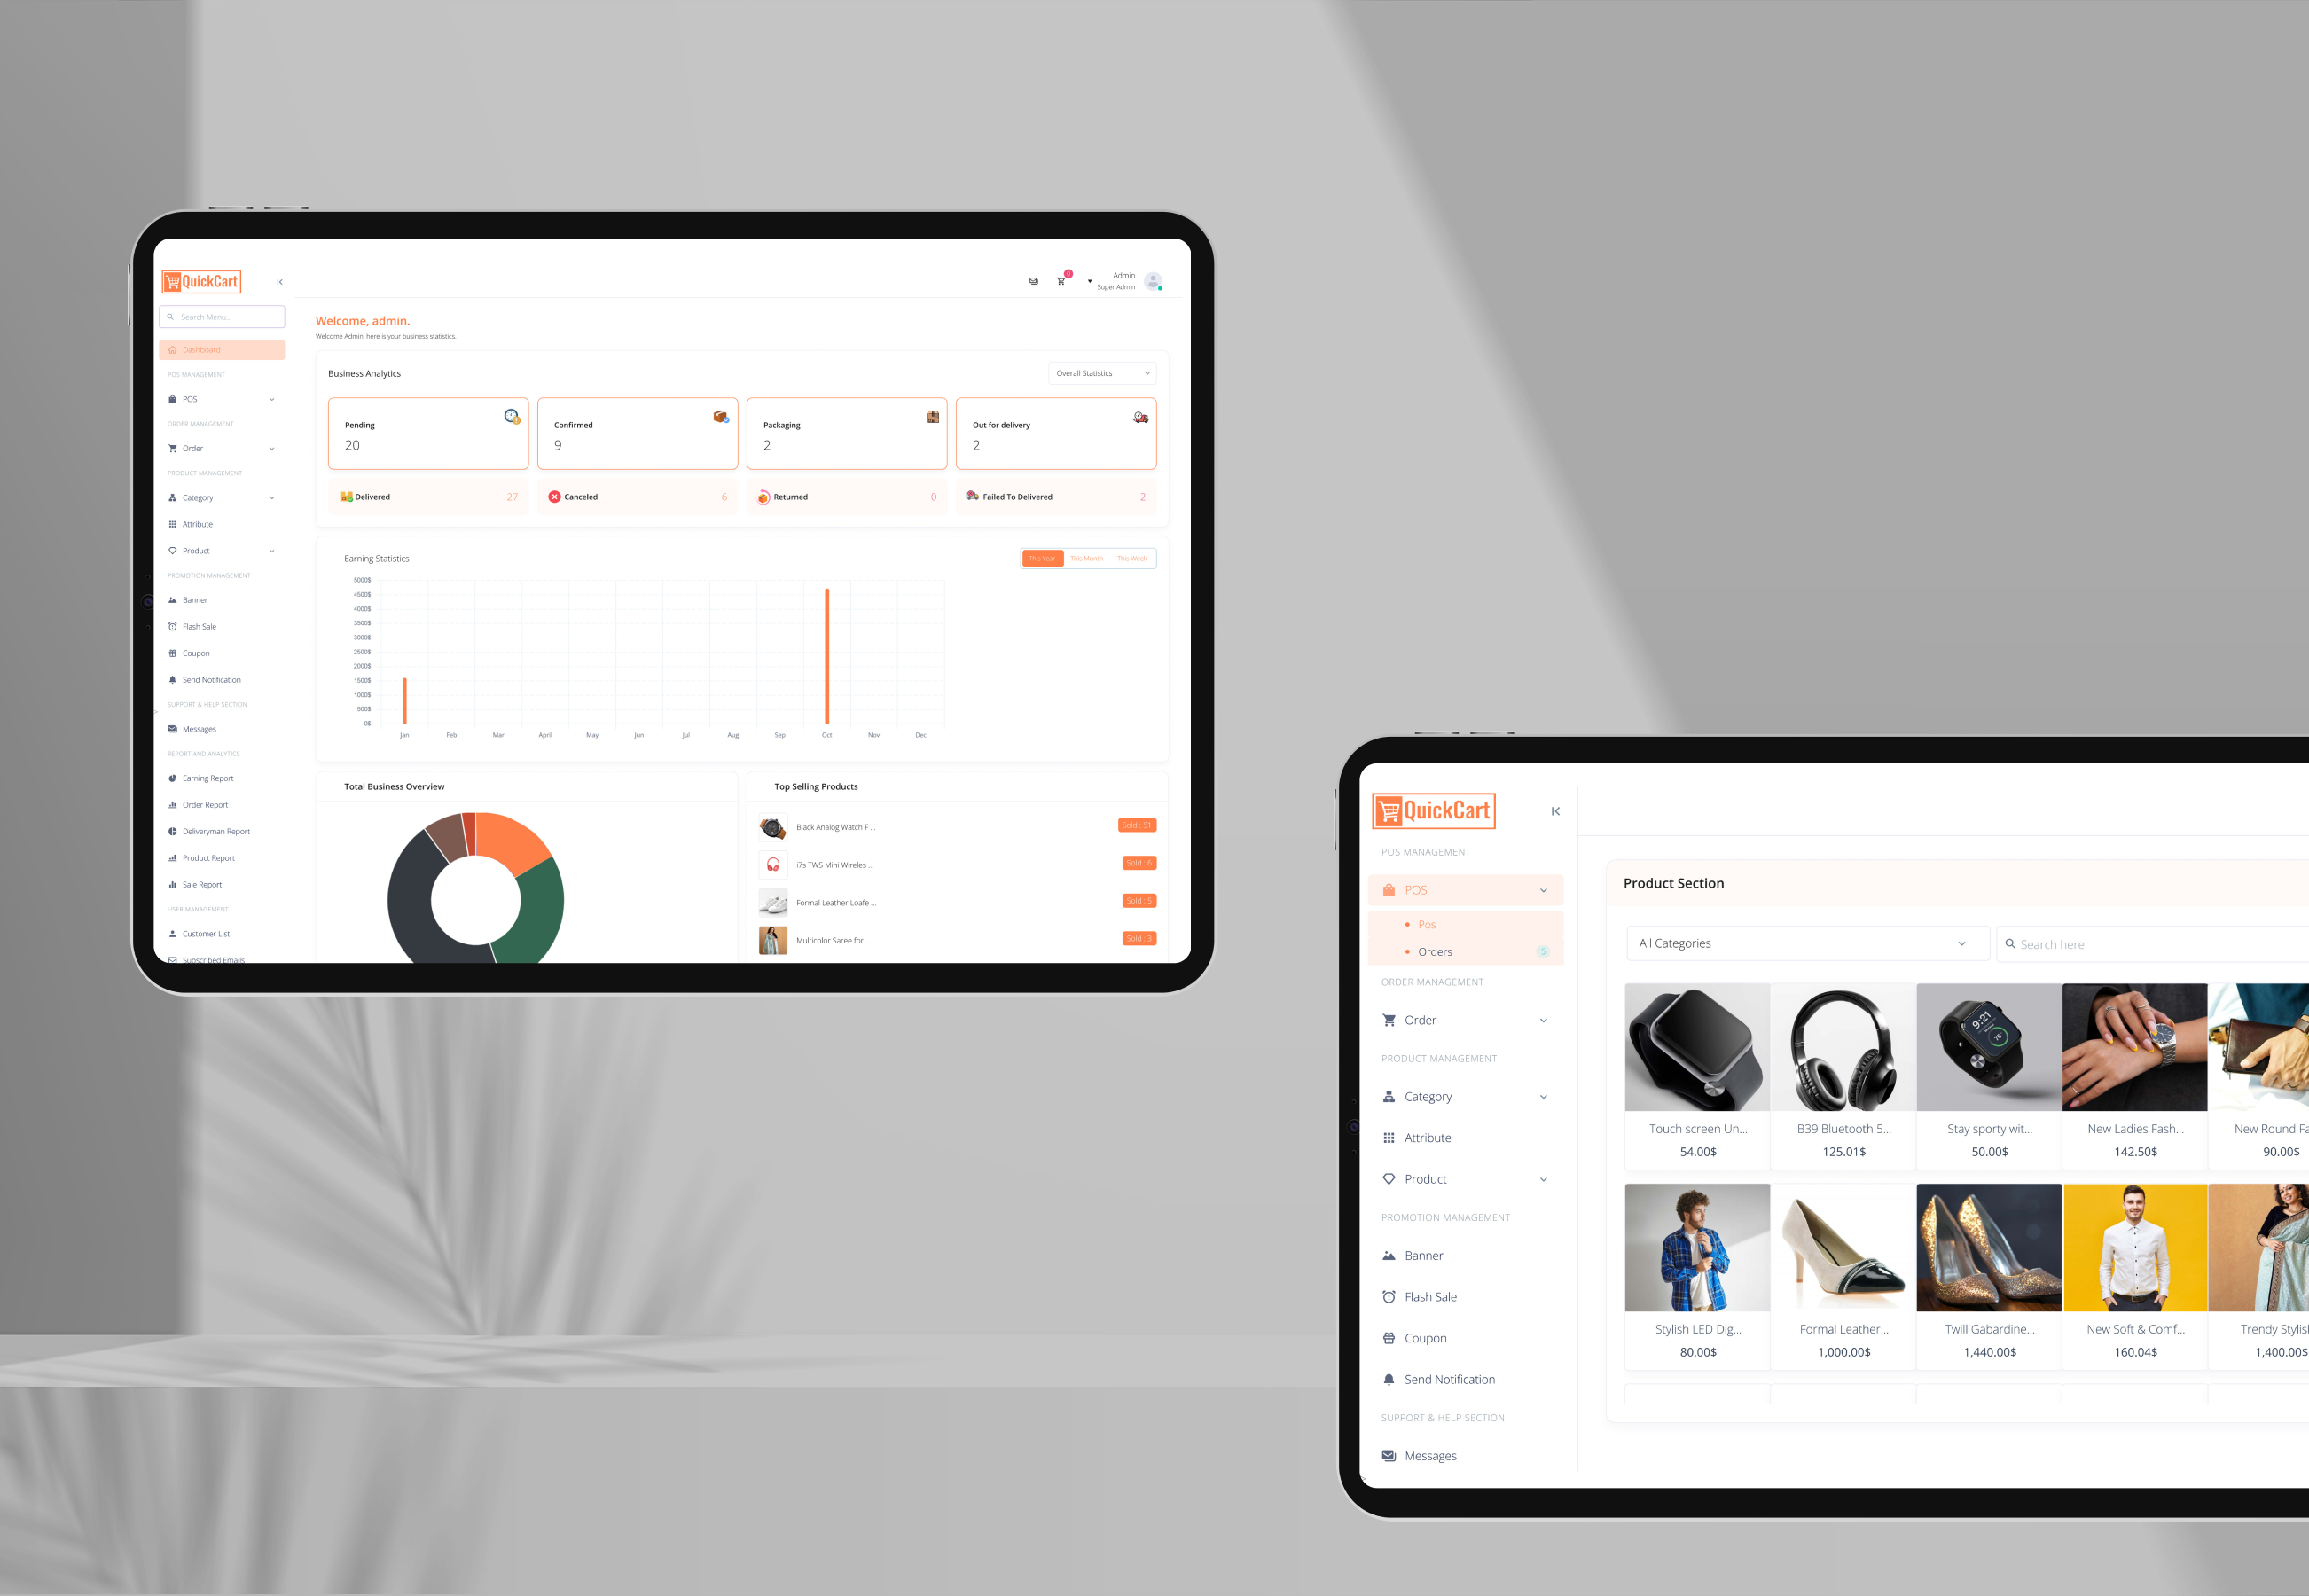 QuickCart
Admin
Super Admin
0
Search Menu...
Dashboard
POS MANAGEMENT
POS
ORDER MANAGEMENT
Order
PRODUCT MANAGEMENT
Category
Attribute
Product
PROMOTION MANAGEMENT
Banner
Flash Sale
Coupon
Send Notification
SUPPORT & HELP SECTION
Messages
REPORT AND ANALYTICS
Earning Report
Order Report
Deliveryman Report
Product Report
Sale Report
USER MANAGEMENT
Customer List
Subscribed Emails
Welcome, admin.
Welcome Admin, here is your business statistics.
Business Analytics
Overall Statistics
Pending
20
Confirmed
9
Packaging
2
Out for delivery
2
Delivered 27
Canceled 6
Returned 0
Failed To Delivered 2
Earning Statistics
This Year This Month This Week
5000$
4500$
4000$
3500$
3000$
2500$
2000$
1500$
1000$
500$
0$
Jan Feb Mar April May Jun Jul Aug Sep Oct Nov Dec
Total Business Overview
Top Selling Products
Black Analog Watch F ... Sold : 51
i7s TWS Mini Wireles ... Sold : 6
Formal Leather Loafe ... Sold : 5
Multicolor Saree for ... Sold : 3
QuickCart
POS MANAGEMENT
POS
Pos
Orders 5
ORDER MANAGEMENT
Order
PRODUCT MANAGEMENT
Category
Attribute
Product
PROMOTION MANAGEMENT
Banner
Flash Sale
Coupon
Send Notification
SUPPORT & HELP SECTION
Messages
Product Section
All Categories
Search here
9:21
75
Touch screen Un... B39 Bluetooth 5... Stay sporty wit... New Ladies Fash... New Round Fa
54.00$ 125.01$ 50.00$ 142.50$ 90.00$
Stylish LED Dig... Formal Leather... Twill Gabardine... New Soft & Comf... Trendy Stylis
80.00$ 1,000.00$ 1,440.00$ 160.04$ 1,400.00$